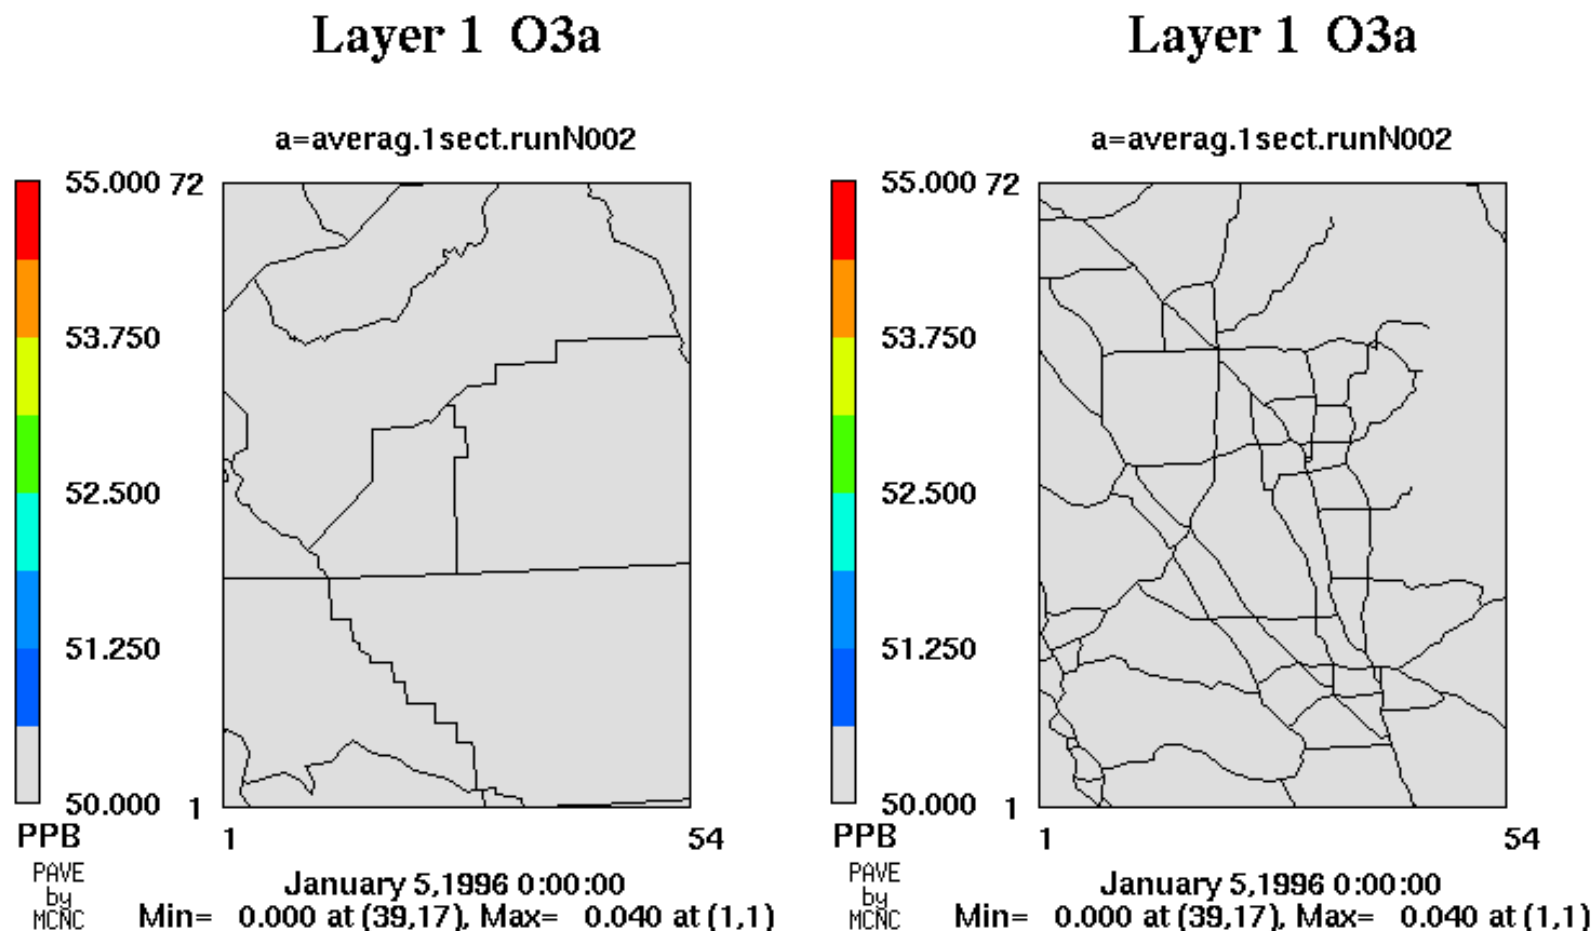 Layer 1 O3a
a=averag.1sect.runN002
55.000 72
53.750
52.500
51.250
50.000 1
PPB
1 54
PAVE
by
MCNC
January 5,1996 0:00:00
Min= 0.000 at (39,17), Max= 0.040 at (1,1)
Layer 1 O3a
a=averag.1sect.runN002
55.000 72
53.750
52.500
51.250
50.000 1
PPB
1 54
PAVE
by
MCNC
January 5,1996 0:00:00
Min= 0.000 at (39,17), Max= 0.040 at (1,1)